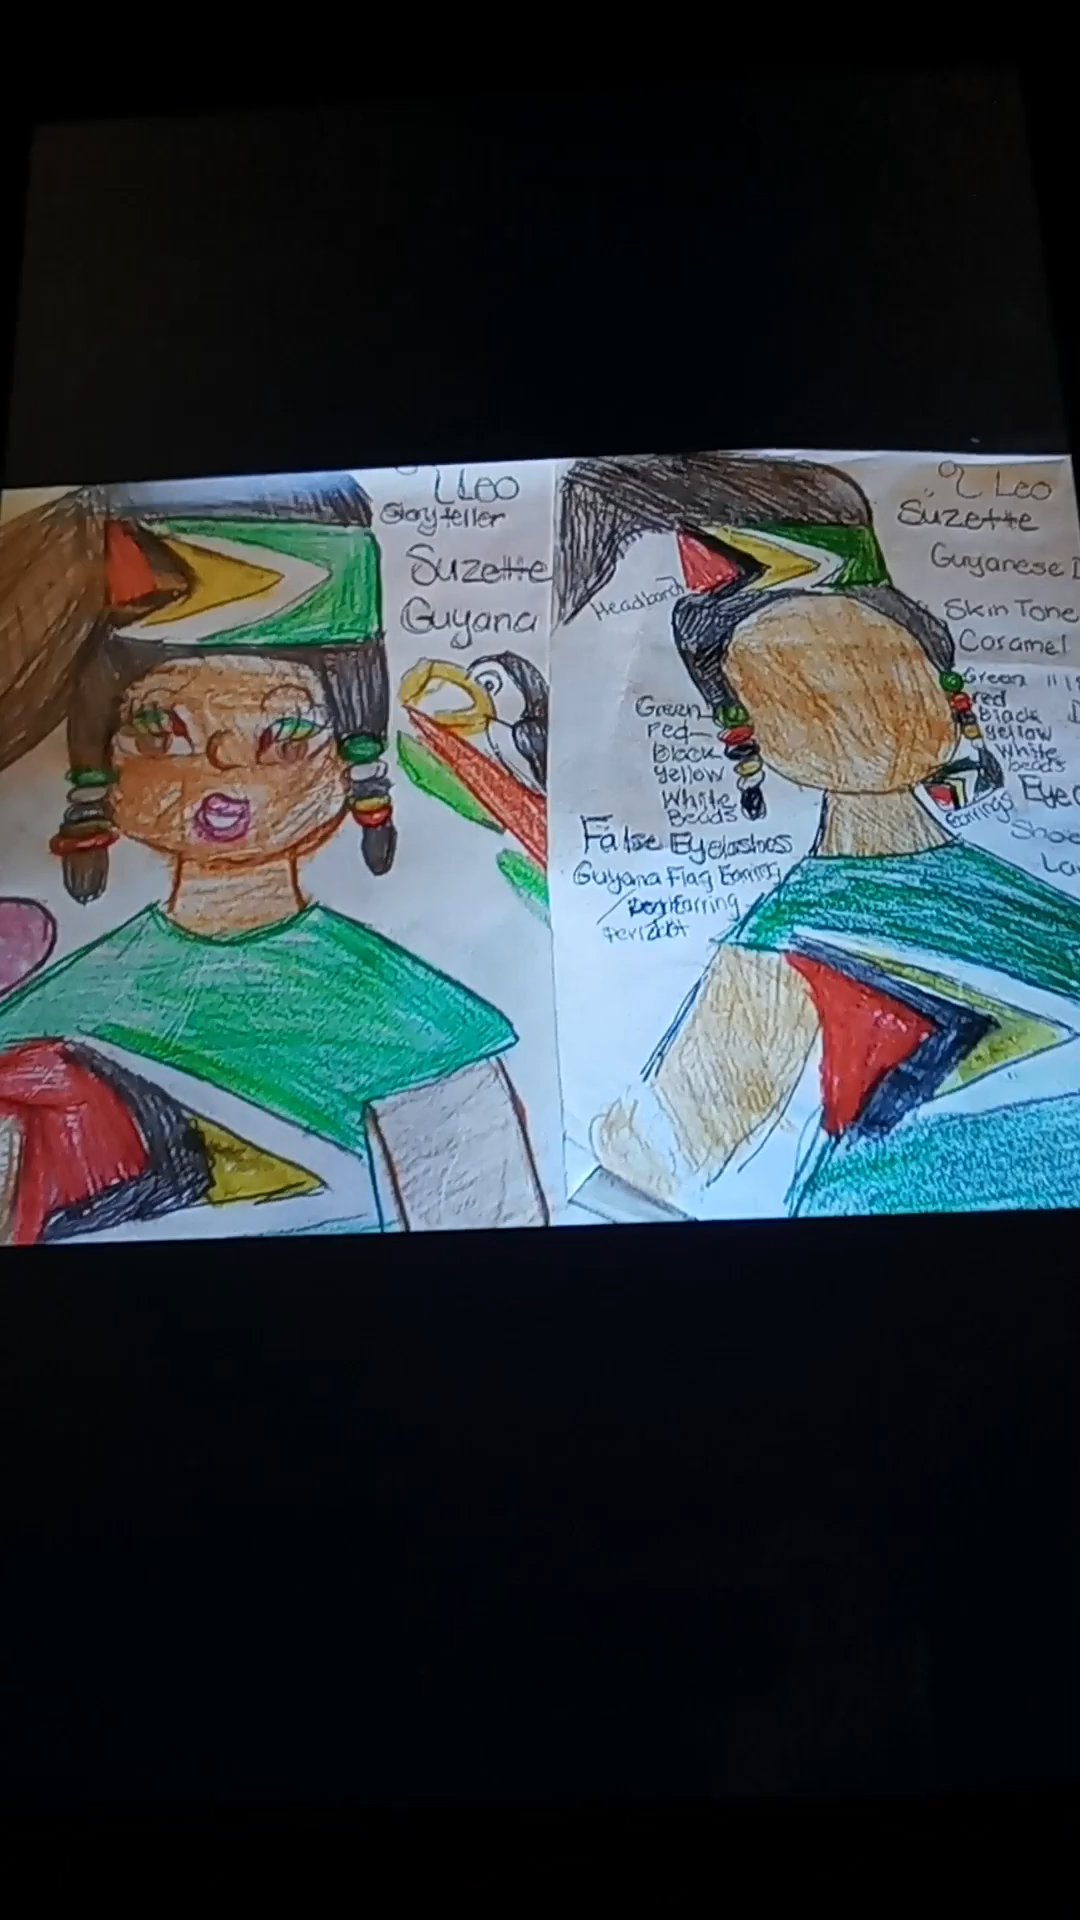 ♌ Leo
Storyteller
Suzette
Guyana
♌ Leo
Suzette
Guyanese
Skin Tone
Caramel
Headband
Green
red
Black
yellow
White
beads
Earrings
Green
Red
Black
yellow
White
Beads
False Eyelashess
Guyana Flag Earring
Earring